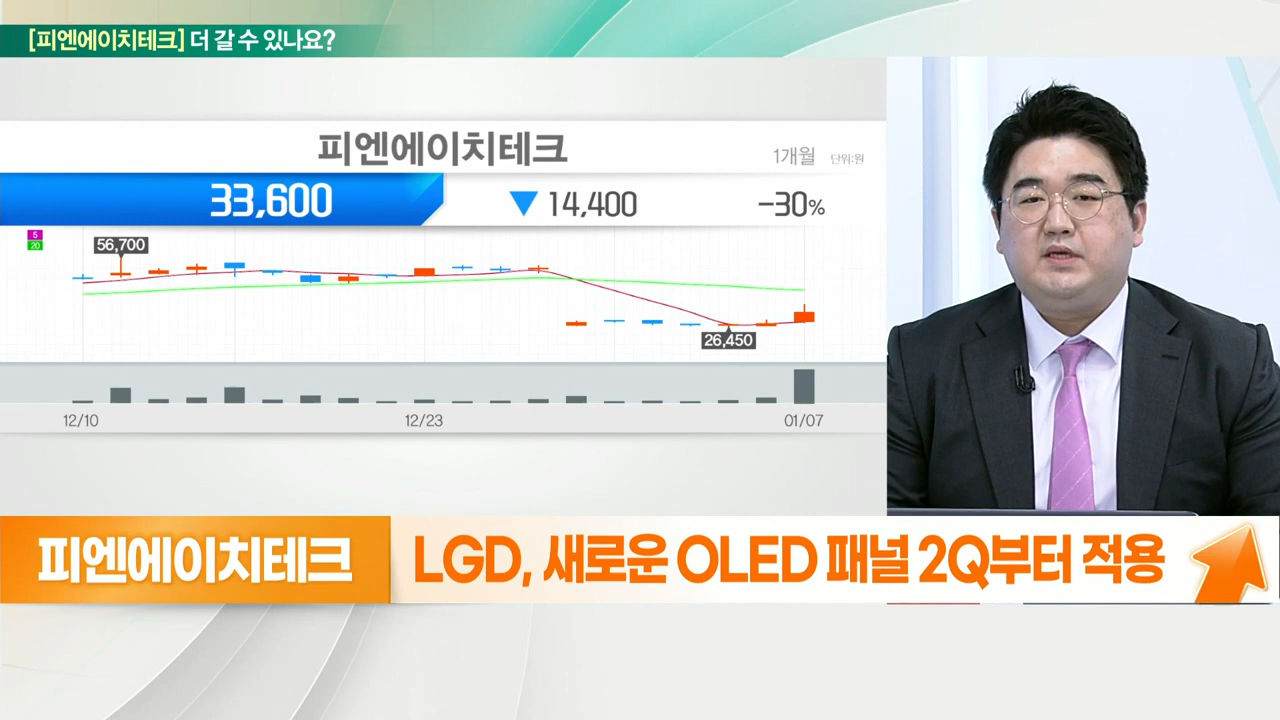 [피엔에이치테크] 더 갈 수 있나요?
피엔에이치테크
1개월 단위:원
33,600 ▼ 14,400 -30%
5
20
56,700
26,450
12/10 12/23 01/07
피엔에이치테크
LGD, 새로운 OLED 패널 2Q부터 적용